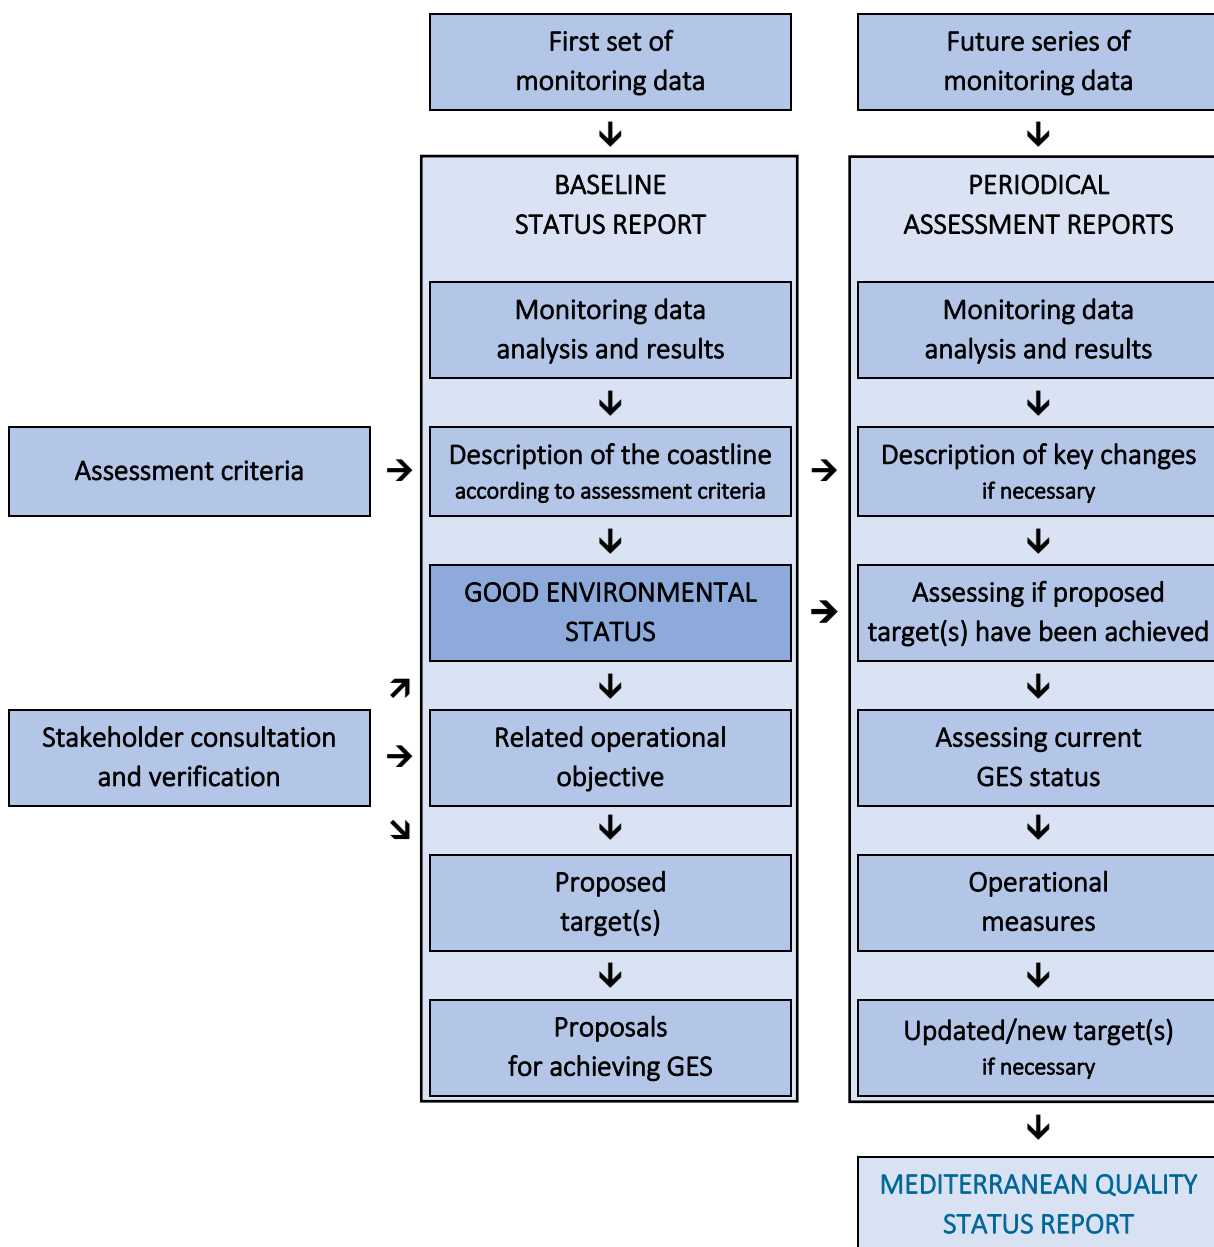 First set of
monitoring data
BASELINE
STATUS REPORT
Monitoring data
analysis and results
Assessment criteria
Description of the coastline
according to assessment criteria
GOOD ENVIRONMENTAL
STATUS
Stakeholder consultation
and verification
Related operational
objective
Proposed
target(s)
Proposals
for achieving GES
Future series of
monitoring data
PERIODICAL
ASSESSMENT REPORTS
Monitoring data
analysis and results
Description of key changes
if necessary
Assessing if proposed
target(s) have been achieved
Assessing current
GES status
Operational
measures
Updated/new target(s)
if necessary
MEDITERRANEAN QUALITY
STATUS REPORT